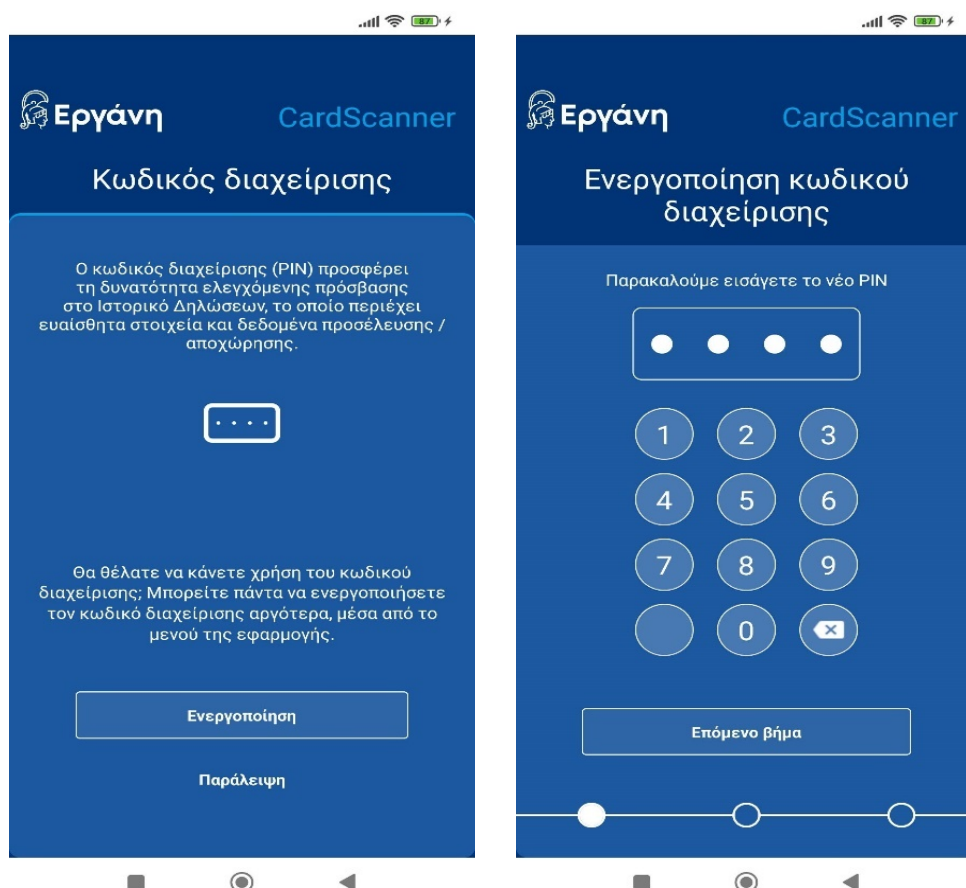 87
Εργάνη
CardScanner
Κωδικός διαχείρισης
Ο κωδικός διαχείρισης (PIN) προσφέρει
τη δυνατότητα ελεγχόμενης πρόσβασης
στο Ιστορικό Δηλώσεων, το οποίο περιέχει
ευαίσθητα στοιχεία και δεδομένα προσέλευσης /
αποχώρησης.
Θα θέλατε να κάνετε χρήση του κωδικού
διαχείρισης; Μπορείτε πάντα να ενεργοποιήσετε
τον κωδικό διαχείρισης αργότερα, μέσα από το
μενού της εφαρμογής.
Ενεργοποίηση
Παράλειψη
87
Εργάνη
CardScanner
Ενεργοποίηση κωδικού
διαχείρισης
Παρακαλούμε εισάγετε το νέο PIN
1 2 3
4 5 6
7 8 9
0
Επόμενο βήμα